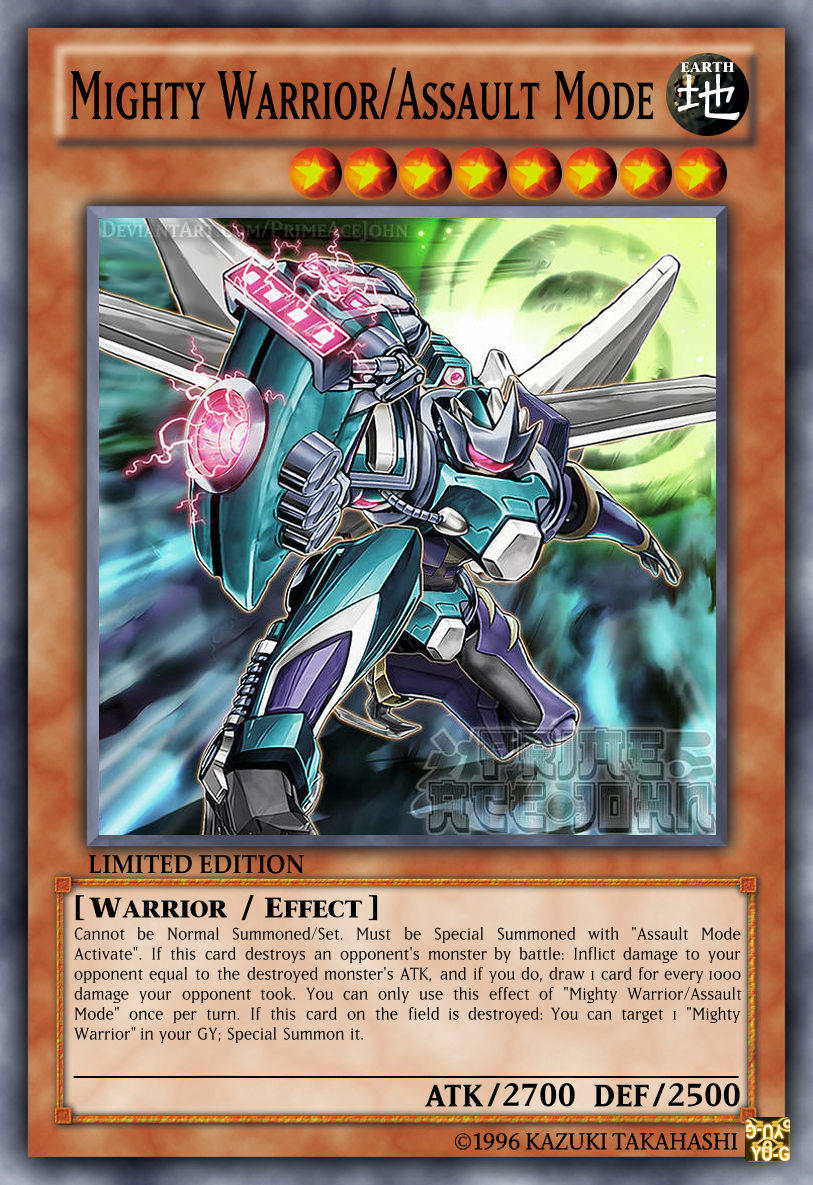 Mighty Warrior/Assault Mode
EARTH
地
DeviantArt.com/PrimeAceJohn
PRIME
ACE JOHN
LIMITED EDITION
[ Warrior / Effect ]
Cannot be Normal Summoned/Set. Must be Special Summoned with "Assault Mode
Activate". If this card destroys an opponent's monster by battle: Inflict damage to your
opponent equal to the destroyed monster's ATK, and if you do, draw 1 card for every 1000
damage your opponent took. You can only use this effect of "Mighty Warrior/Assault
Mode" once per turn. If this card on the field is destroyed: You can target 1 "Mighty
Warrior" in your GY; Special Summon it.
ATK/2700 DEF/2500
©1996 KAZUKI TAKAHASHI